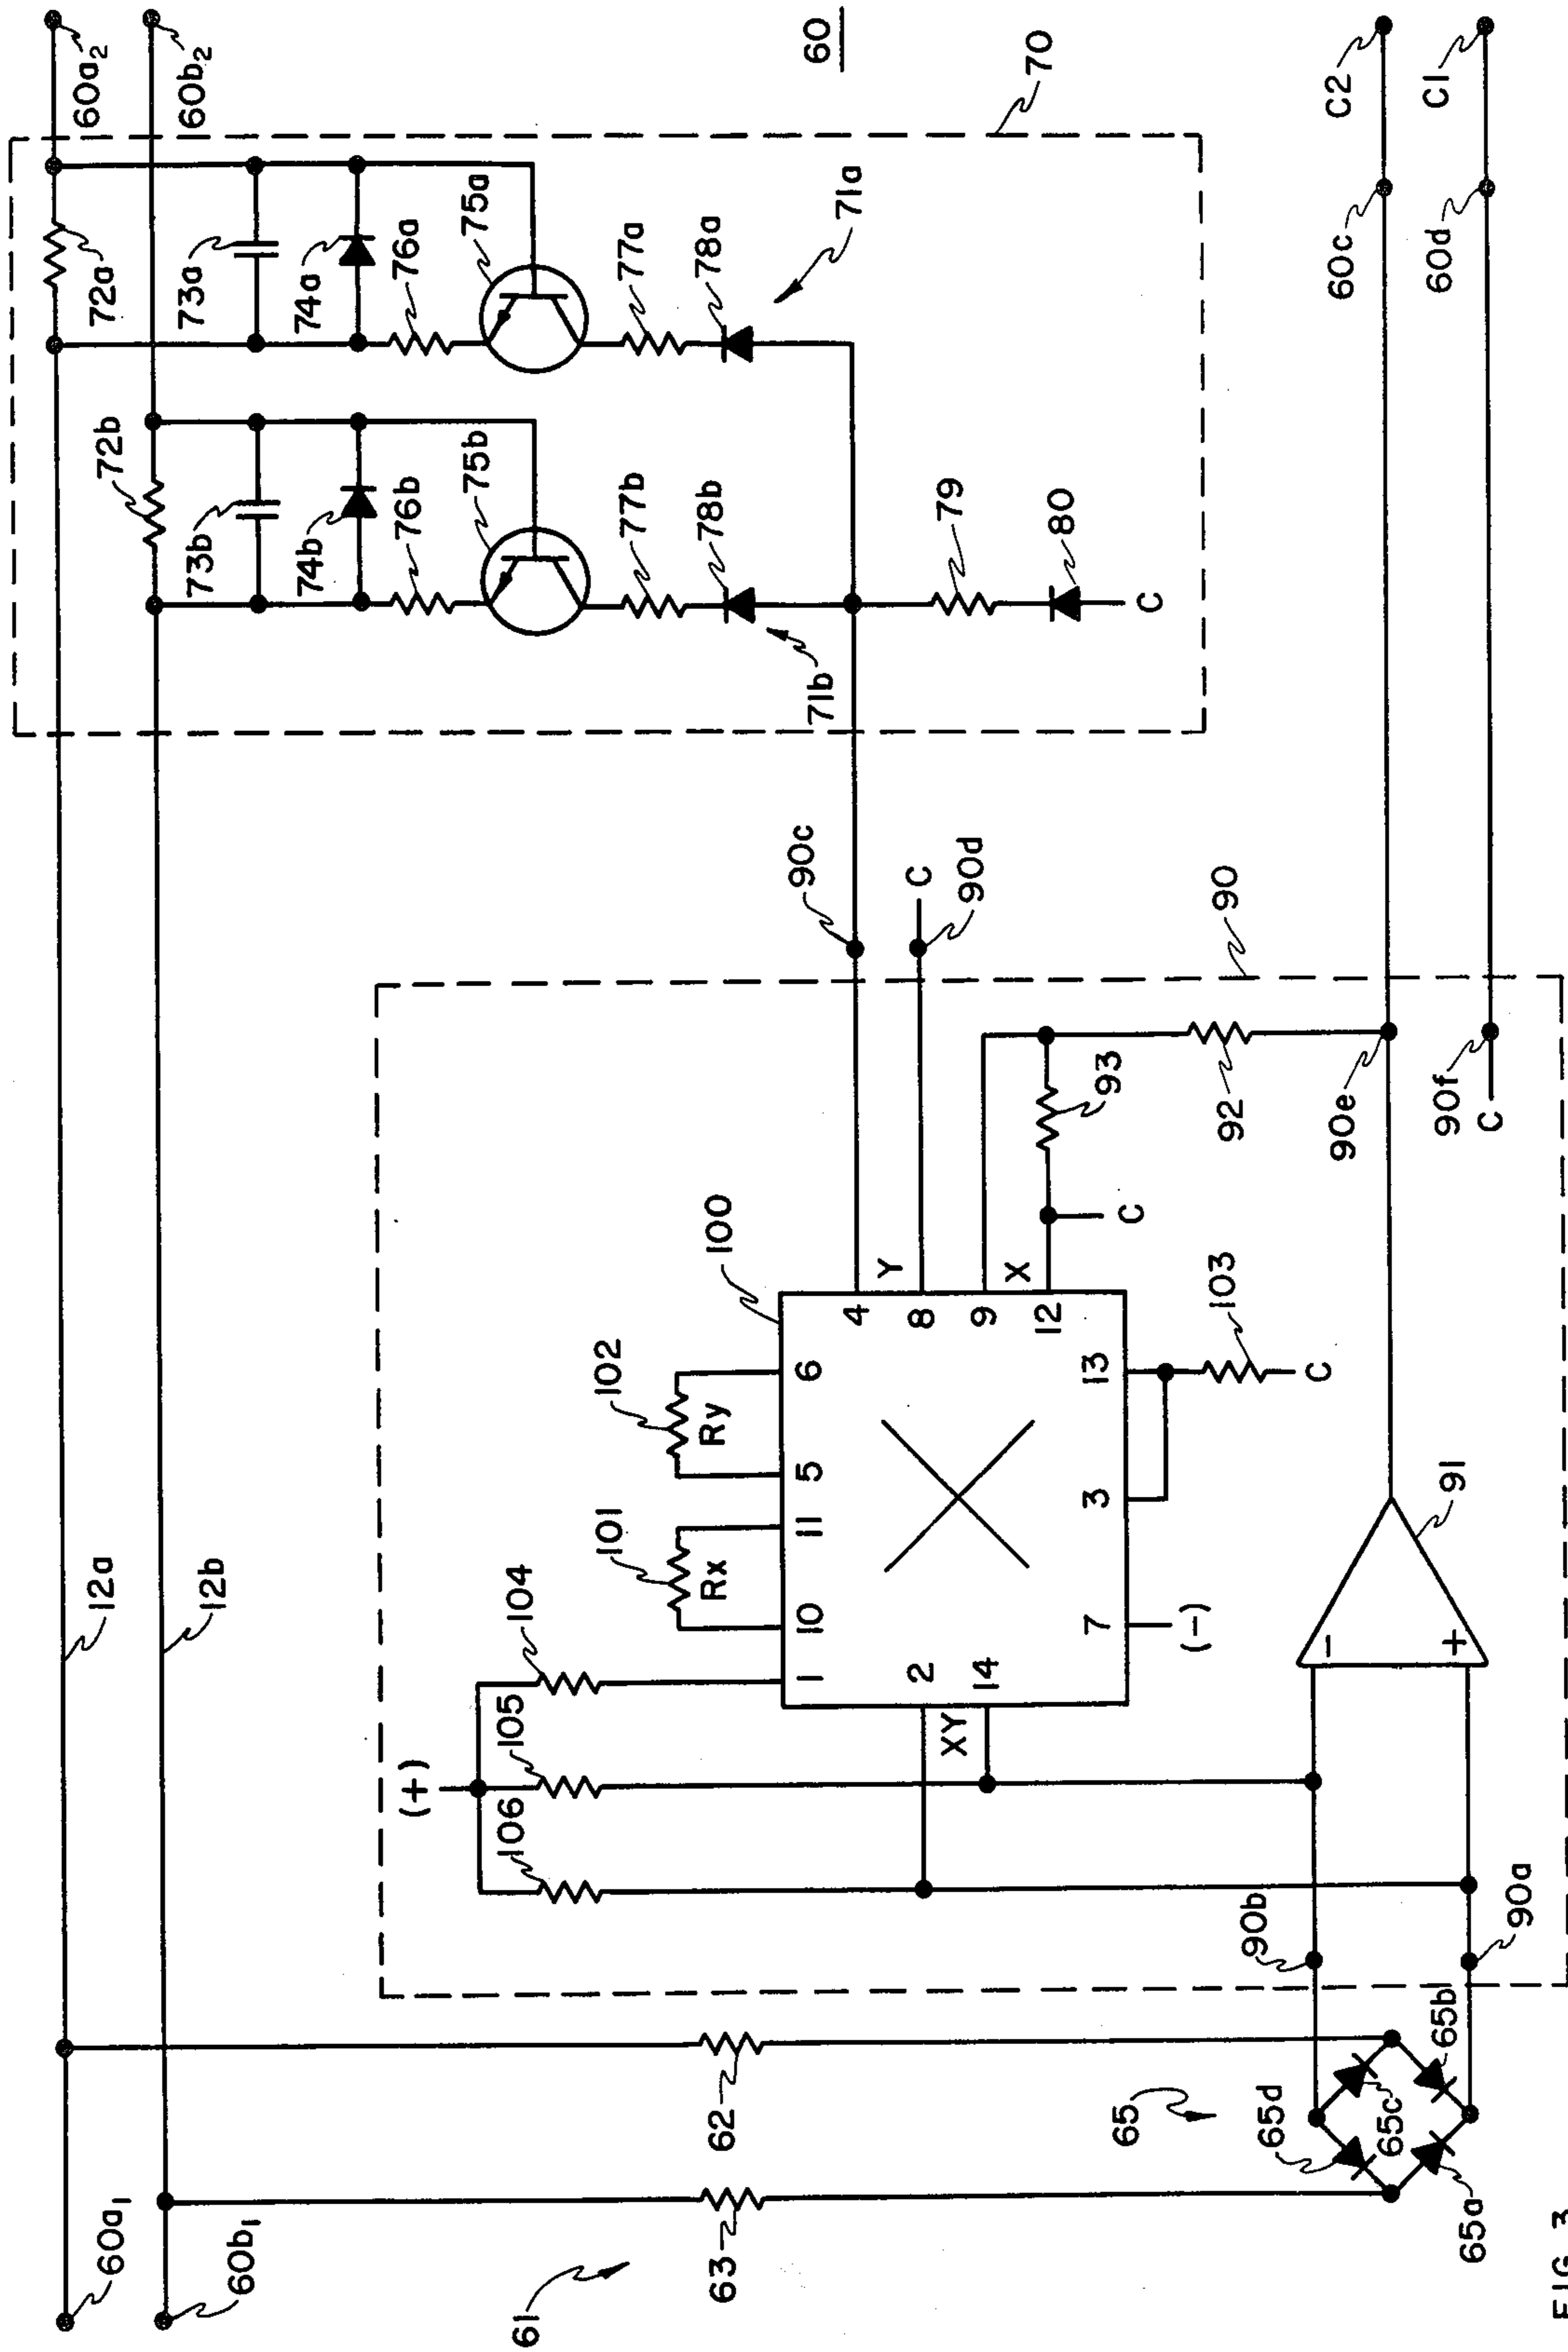 60a₁
12a
72a
60a₂
60b₁
12b
72b
60b₂
73b
73a
74b
74a
76b
76a
75b
75a
77b
77a
78b
78a
71b
71a
79
80
C
60
70
61
63
62
(+)
106
105
104
101
Rx
102
Ry
100
1
10
11
5
6
2
XY
14
4
Y
8
9
X
12
7
3
13
(-)
103
C
C
93
92
90c
C
90d
90
90b
90a
65
65d
65c
65b
65a
-
+
91
90e
90f
C
60c
C2
60d
C1
FIG. 3